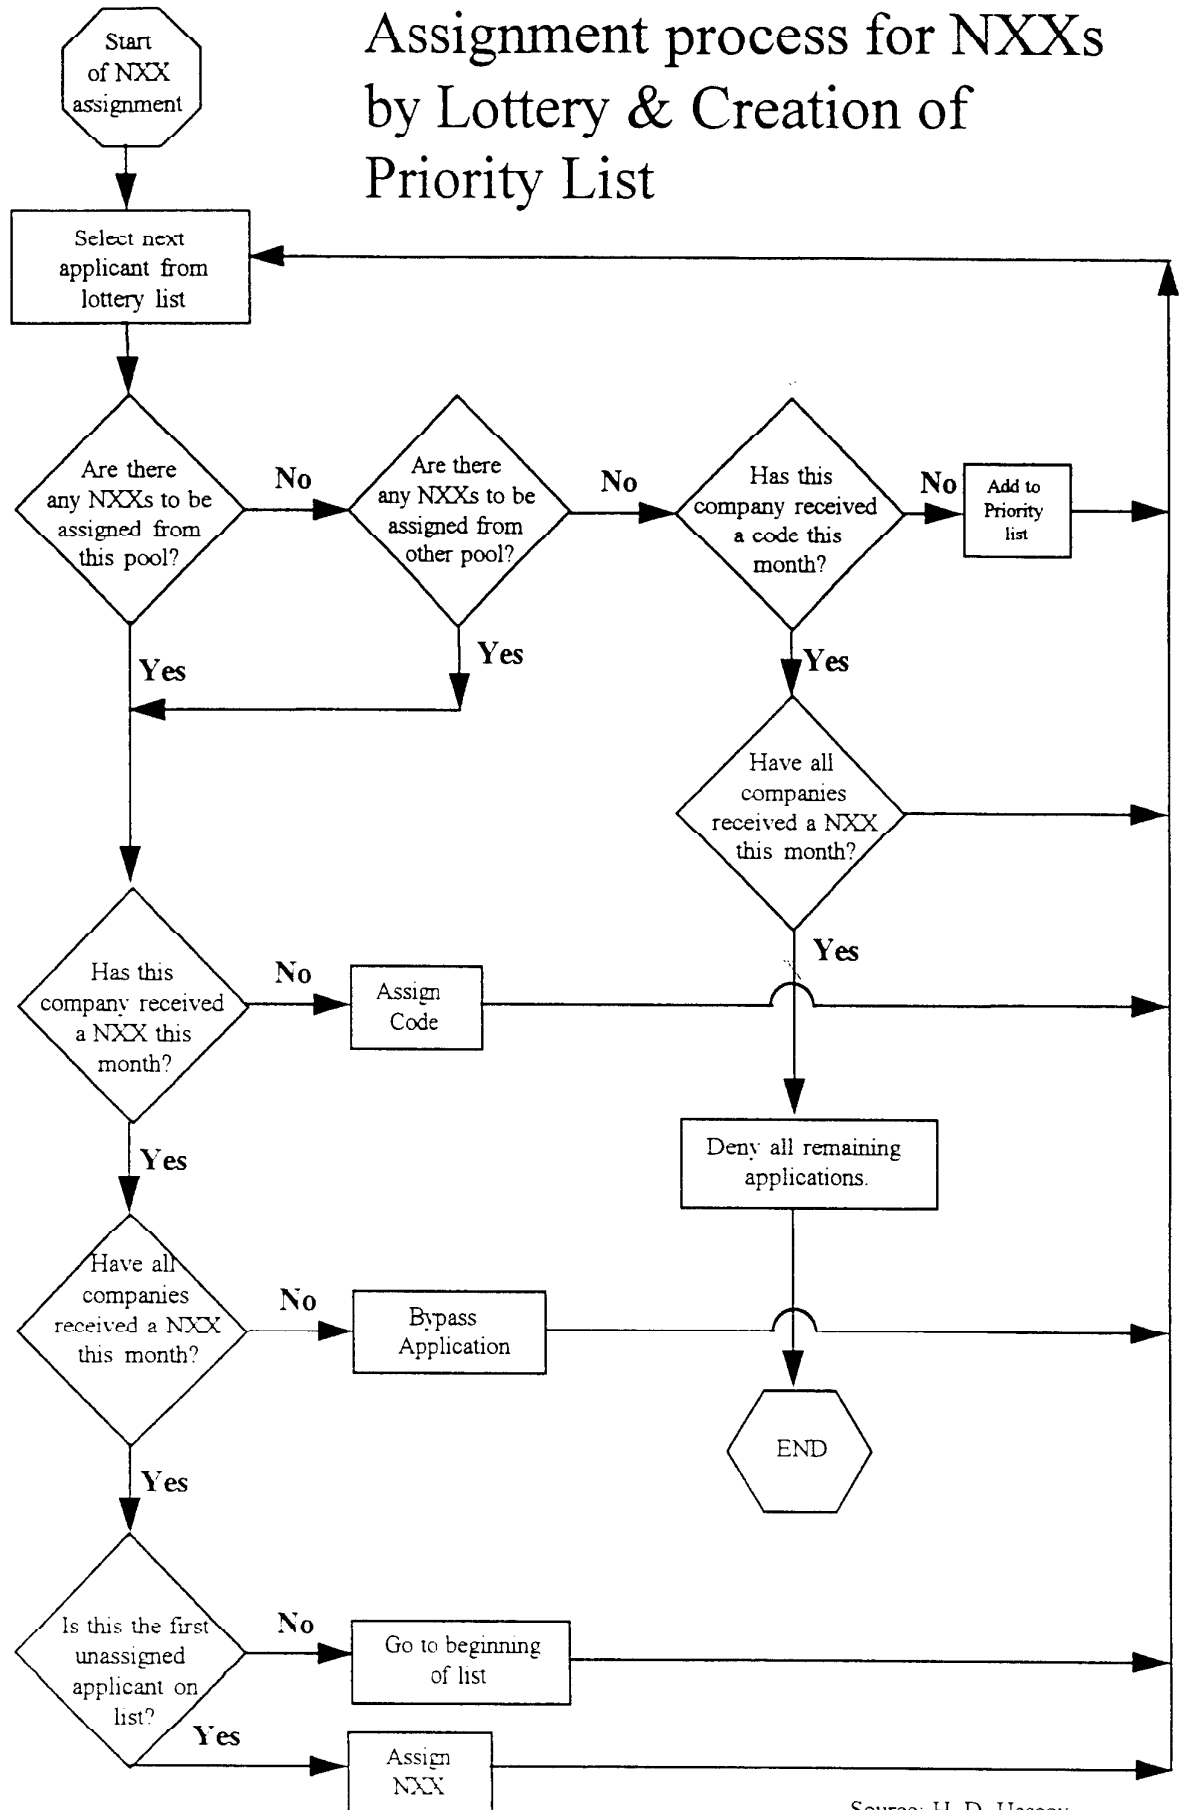 Assignment process for NXXs
by Lottery & Creation of
Priority List
Start
of NXX
assignment
Select next
applicant from
lottery list
Are there
any NXXs to be
assigned from
this pool?
No
Are there
any NXXs to be
assigned from
other pool?
No
Has this
company received
a code this
month?
No
Add to
Priority
list
Yes
Yes
Yes
Have all
companies
received a NXX
this month?
Yes
Has this
company received
a NXX this
month?
No
Assign
Code
Deny all remaining
applications.
Yes
Have all
companies
received a NXX
this month?
No
Bypass
Application
END
Yes
Is this the first
unassigned
applicant on
list?
No
Go to beginning
of list
Yes
Assign
NXX
Source: H. D.